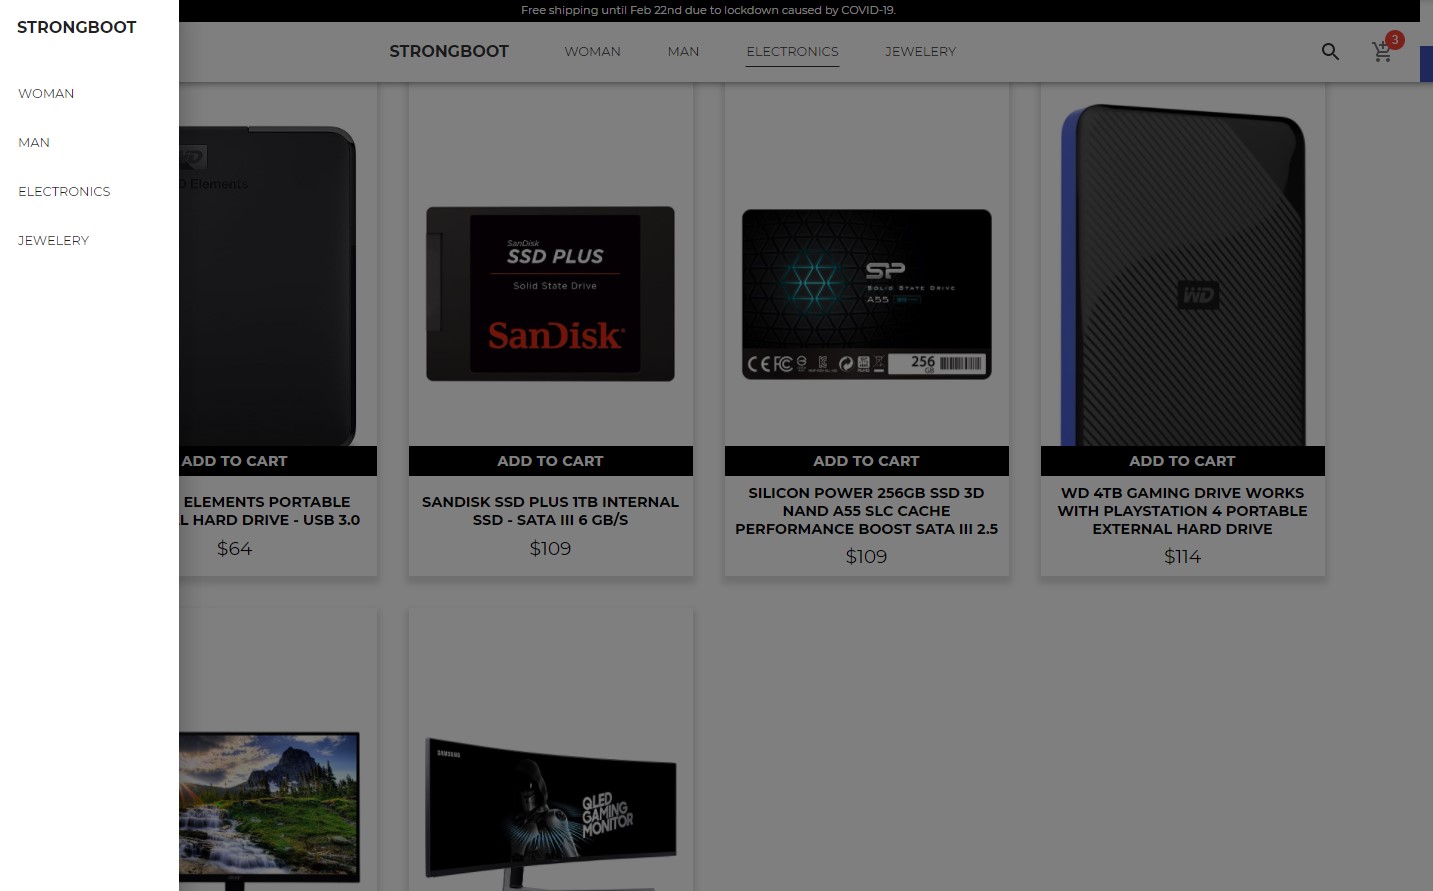 STRONGBOOT
WOMAN
MAN
ELECTRONICS
JEWELERY
Free shipping until Feb 22nd due to lockdown caused by COVID-19.
STRONGBOOT
WOMAN
MAN
ELECTRONICS
JEWELERY
3
Elements
SanDisk
SSD PLUS
Solid State Drive
SanDisk
SP
SOLID STATE DRIVE
A55
256
GB
WD
ADD TO CART
ADD TO CART
ADD TO CART
ADD TO CART
ELEMENTS PORTABLE
L HARD DRIVE - USB 3.0
$64
SANDISK SSD PLUS 1TB INTERNAL
SSD - SATA III 6 GB/S
$109
SILICON POWER 256GB SSD 3D
NAND A55 SLC CACHE
PERFORMANCE BOOST SATA III 2.5
$109
WD 4TB GAMING DRIVE WORKS
WITH PLAYSTATION 4 PORTABLE
EXTERNAL HARD DRIVE
$114
SAMSUNG
QLED
GAMING
MONITOR